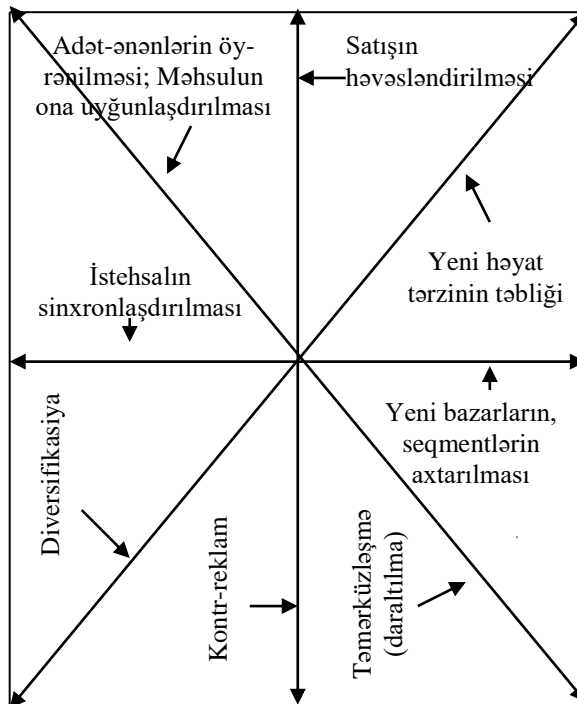 Adət-ənənlərin öy-
rənilməsi; Məhsulun
ona uyğunlaşdırılması
Satışın
həvəsləndirilməsi
Yeni həyat
tərzinin təbliği
İstehsalın
sinxronlaşdırılması
Yeni bazarların,
seqmentlərin
axtarılması
Diversifikasiya
Kontr-reklam
Təmərküzləşmə
(daraltılma)